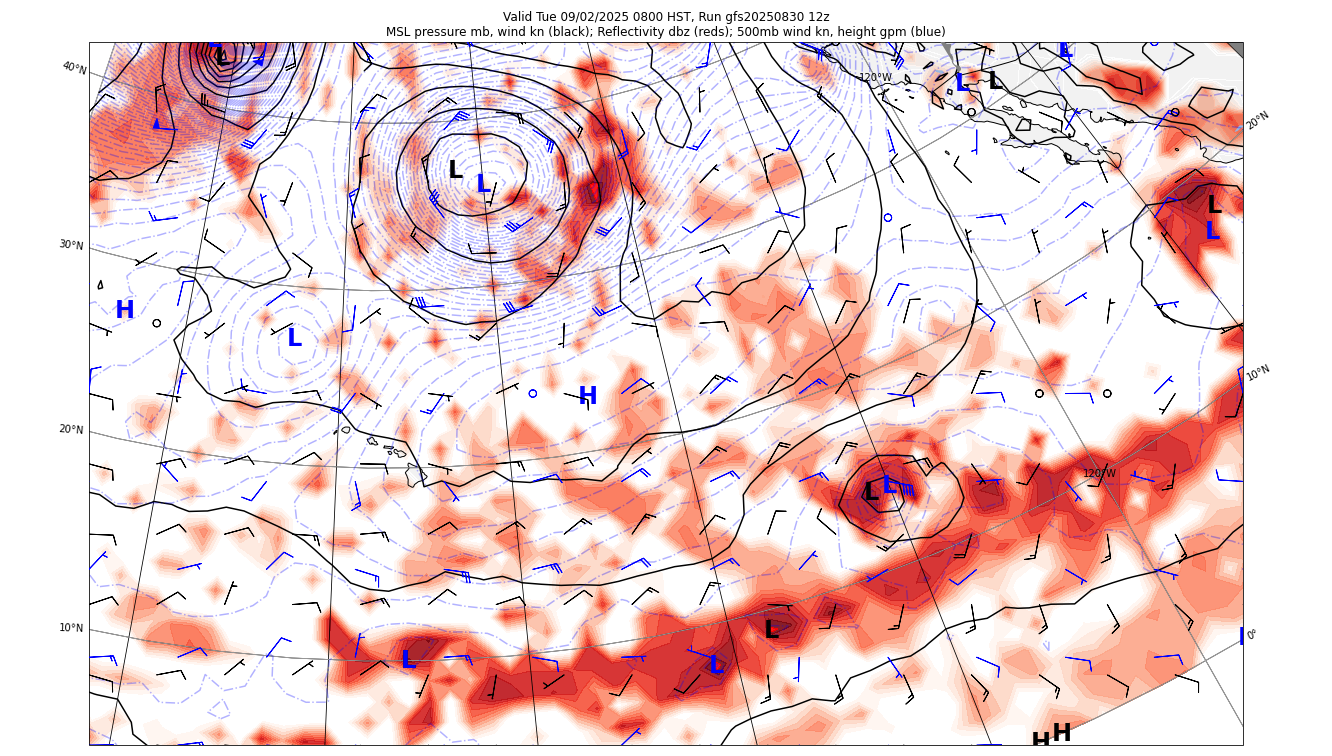 Valid Tue 09/02/2025 0800 HST, Run gfs20250830 12z
MSL pressure mb, wind kn (black); Reflectivity dbz (reds); 500mb wind kn, height gpm (blue)
L L L L
40°N 120°W L L
20°N
L L
L
L
30°N
H
L
10°N
H
20°N
120°W
L L
10°N
L
0°
L L
H H